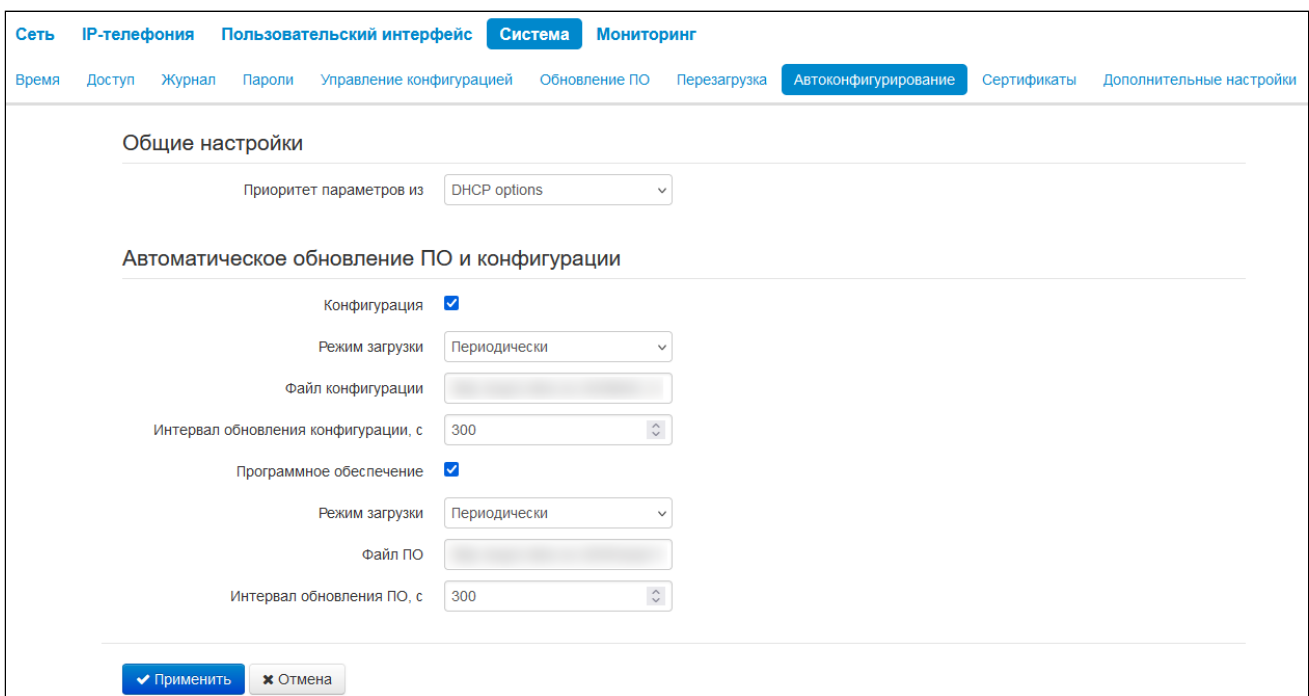 Сеть IP-телефония Пользовательский интерфейс Система Мониторинг
Время Доступ Журнал Пароли Управление конфигурацией Обновление ПО Перезагрузка Автоконфигурирование Сертификаты Дополнительные настройки
Общие настройки
Приоритет параметров из DHCP options
Автоматическое обновление ПО и конфигурации
Конфигурация
Режим загрузки Периодически
Файл конфигурации
Интервал обновления конфигурации, с 300
Программное обеспечение
Режим загрузки Периодически
Файл ПО
Интервал обновления ПО, с 300
Применить Отмена